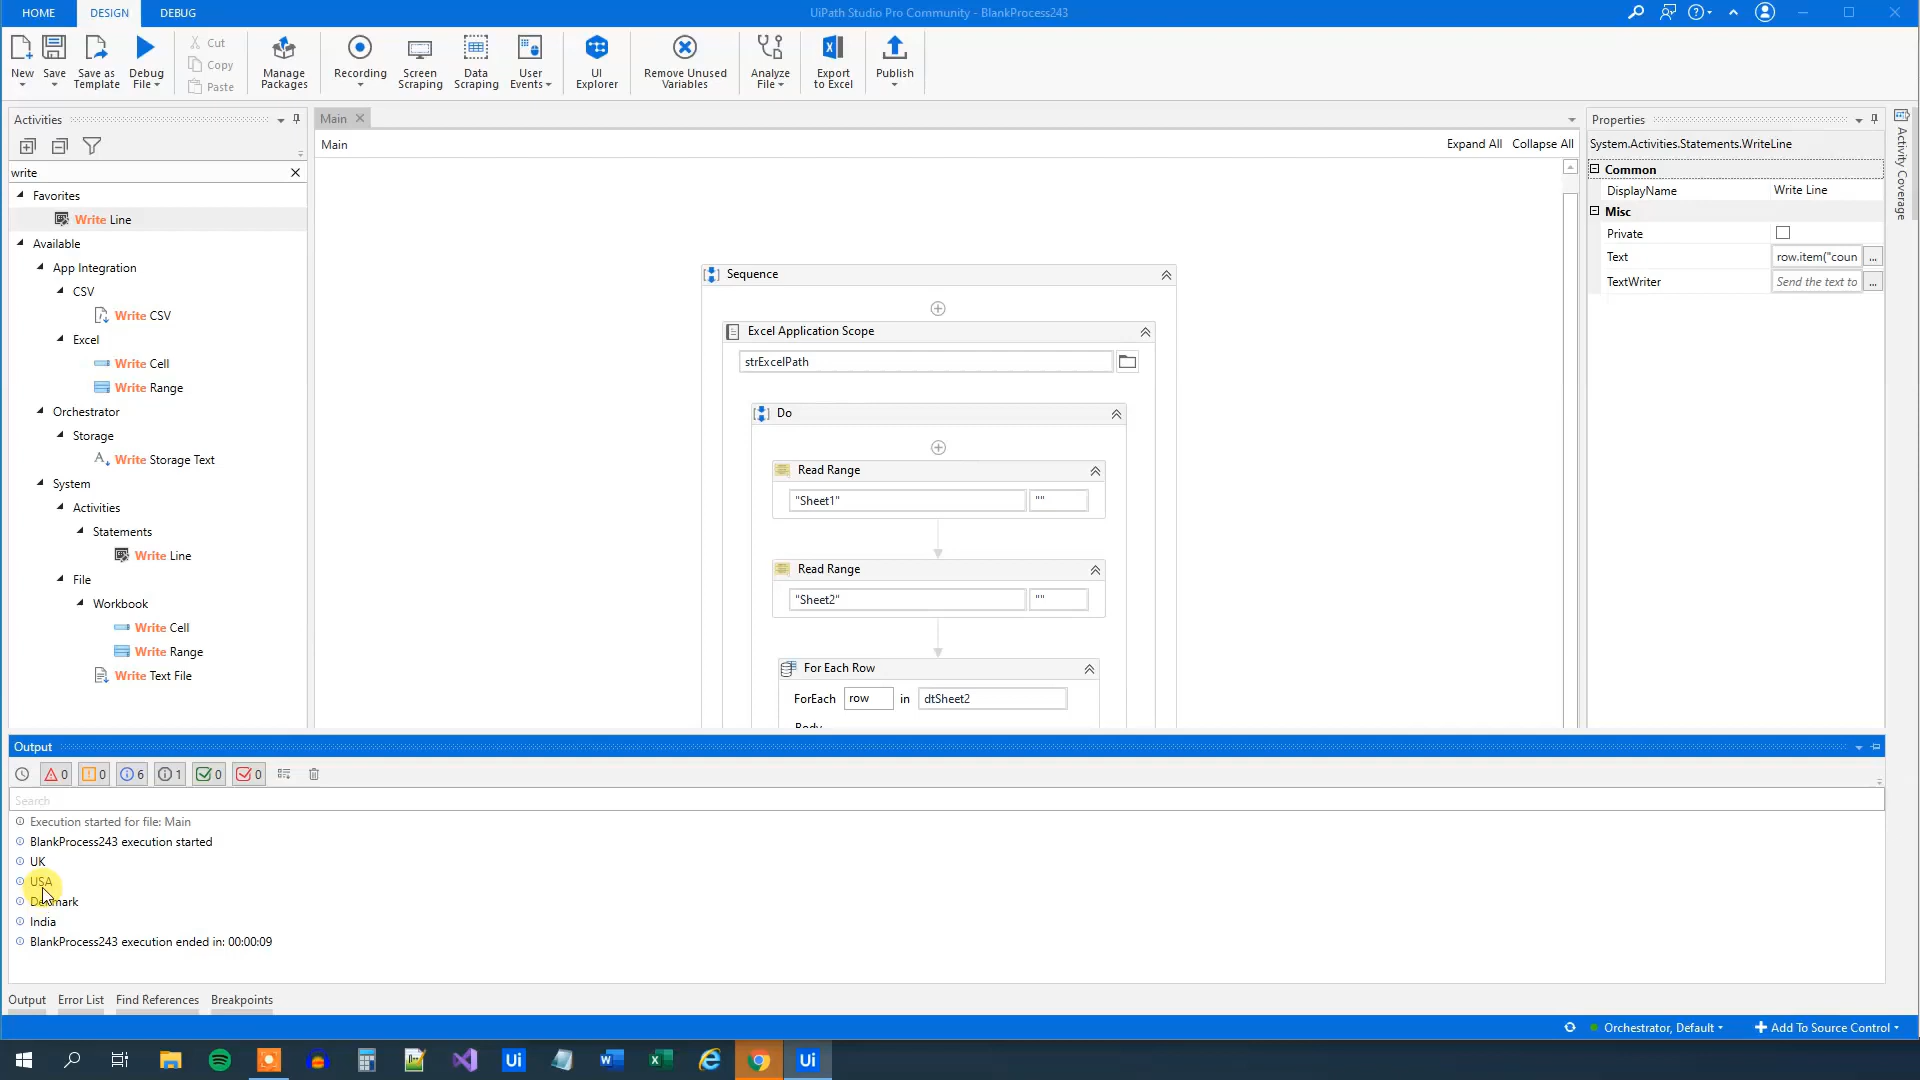 HOME DESIGN DEBUG UiPath Studio Pro Community - BlankProcess243
New Save Save as Template Debug File Cut Copy Paste Manage Packages Recording Screen Scraping Data Scraping User Events UI Explorer Remove Unused Variables Analyze File Export to Excel Publish
Activities
write
Favorites
Write Line
Available
App Integration
CSV
Write CSV
Excel
Write Cell
Write Range
Orchestrator
Storage
Write Storage Text
System
Activities
Statements
Write Line
File
Workbook
Write Cell
Write Range
Write Text File
Main
Main Expand All Collapse All
Sequence
Excel Application Scope
strExcelPath
Do
Read Range
"Sheet1" ""
Read Range
"Sheet2" ""
For Each Row
ForEach row in dtSheet2
Body
Properties
System.Activities.Statements.WriteLine
Common
DisplayName Write Line
Misc
Private
Text row.item("coun ...
TextWriter Send the text to ...
Activity Coverage
Output
0 0 6 1 0 0
Search
Execution started for file: Main
BlankProcess243 execution started
UK
USA
Denmark
India
BlankProcess243 execution ended in: 00:00:09
Output Error List Find References Breakpoints
Orchestrator, Default Add To Source Control
Ui Ui